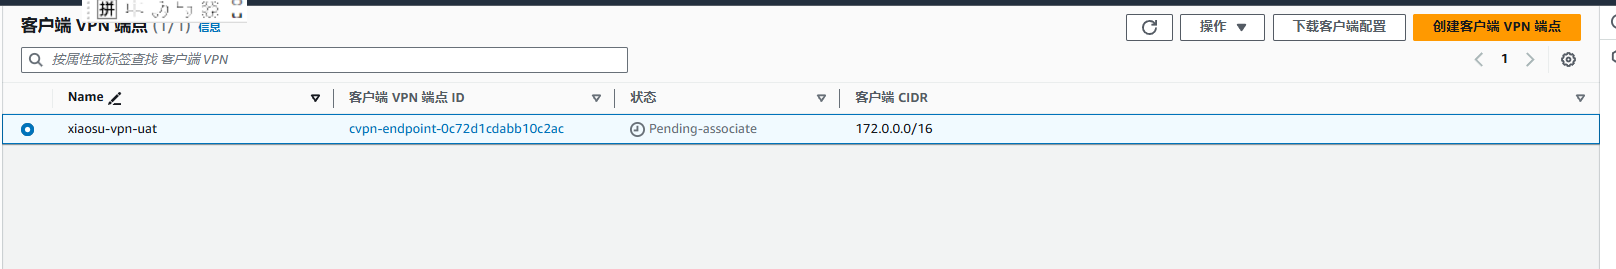 拼
客户端 VPN 端点 (1/1) 信息
操作
下载客户端配置
创建客户端 VPN 端点
按属性或标签查找 客户端 VPN
1
Name 客户端 VPN 端点 ID 状态 客户端 CIDR
xiaosu-vpn-uat cvpn-endpoint-0c72d1cdabb10c2ac Pending-associate 172.0.0.0/16